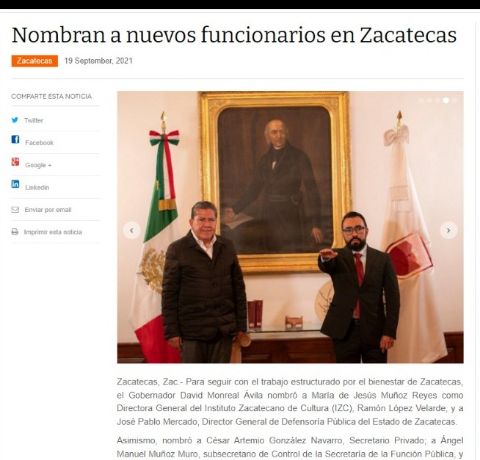 Nombran a nuevos funcionarios en Zacatecas
Zacatecas 19 September, 2021
COMPARTE ESTA NOTICIA
Twitter
Facebook
Google +
Linkedin
Enviar por email
Imprimir esta noticia
Zacatecas, Zac.- Para seguir con el trabajo estructurado por el bienestar de Zacatecas,
el Gobernador David Monreal Ávila nombró a María de Jesús Muñoz Reyes como
Directora General del Instituto Zacatecano de Cultura (IZC), Ramón López Velarde, y a
José Pablo Mercado, Director General de Defensoría Pública del Estado de Zacatecas.
Asimismo, nombró a César Artemio González Navarro, Secretario Privado; a Ángel
Manuel Muñoz Muro, subsecretario de Control de la Secretaría de la Función Pública, y